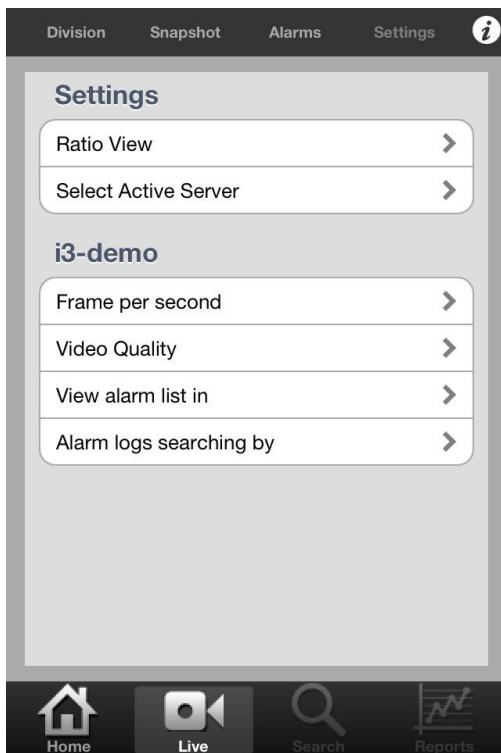 Division Snapshot Alarms Settings i
Settings
Ratio View
Select Active Server
i3-demo
Frame per second
Video Quality
View alarm list in
Alarm logs searching by
Home Live Search Reports